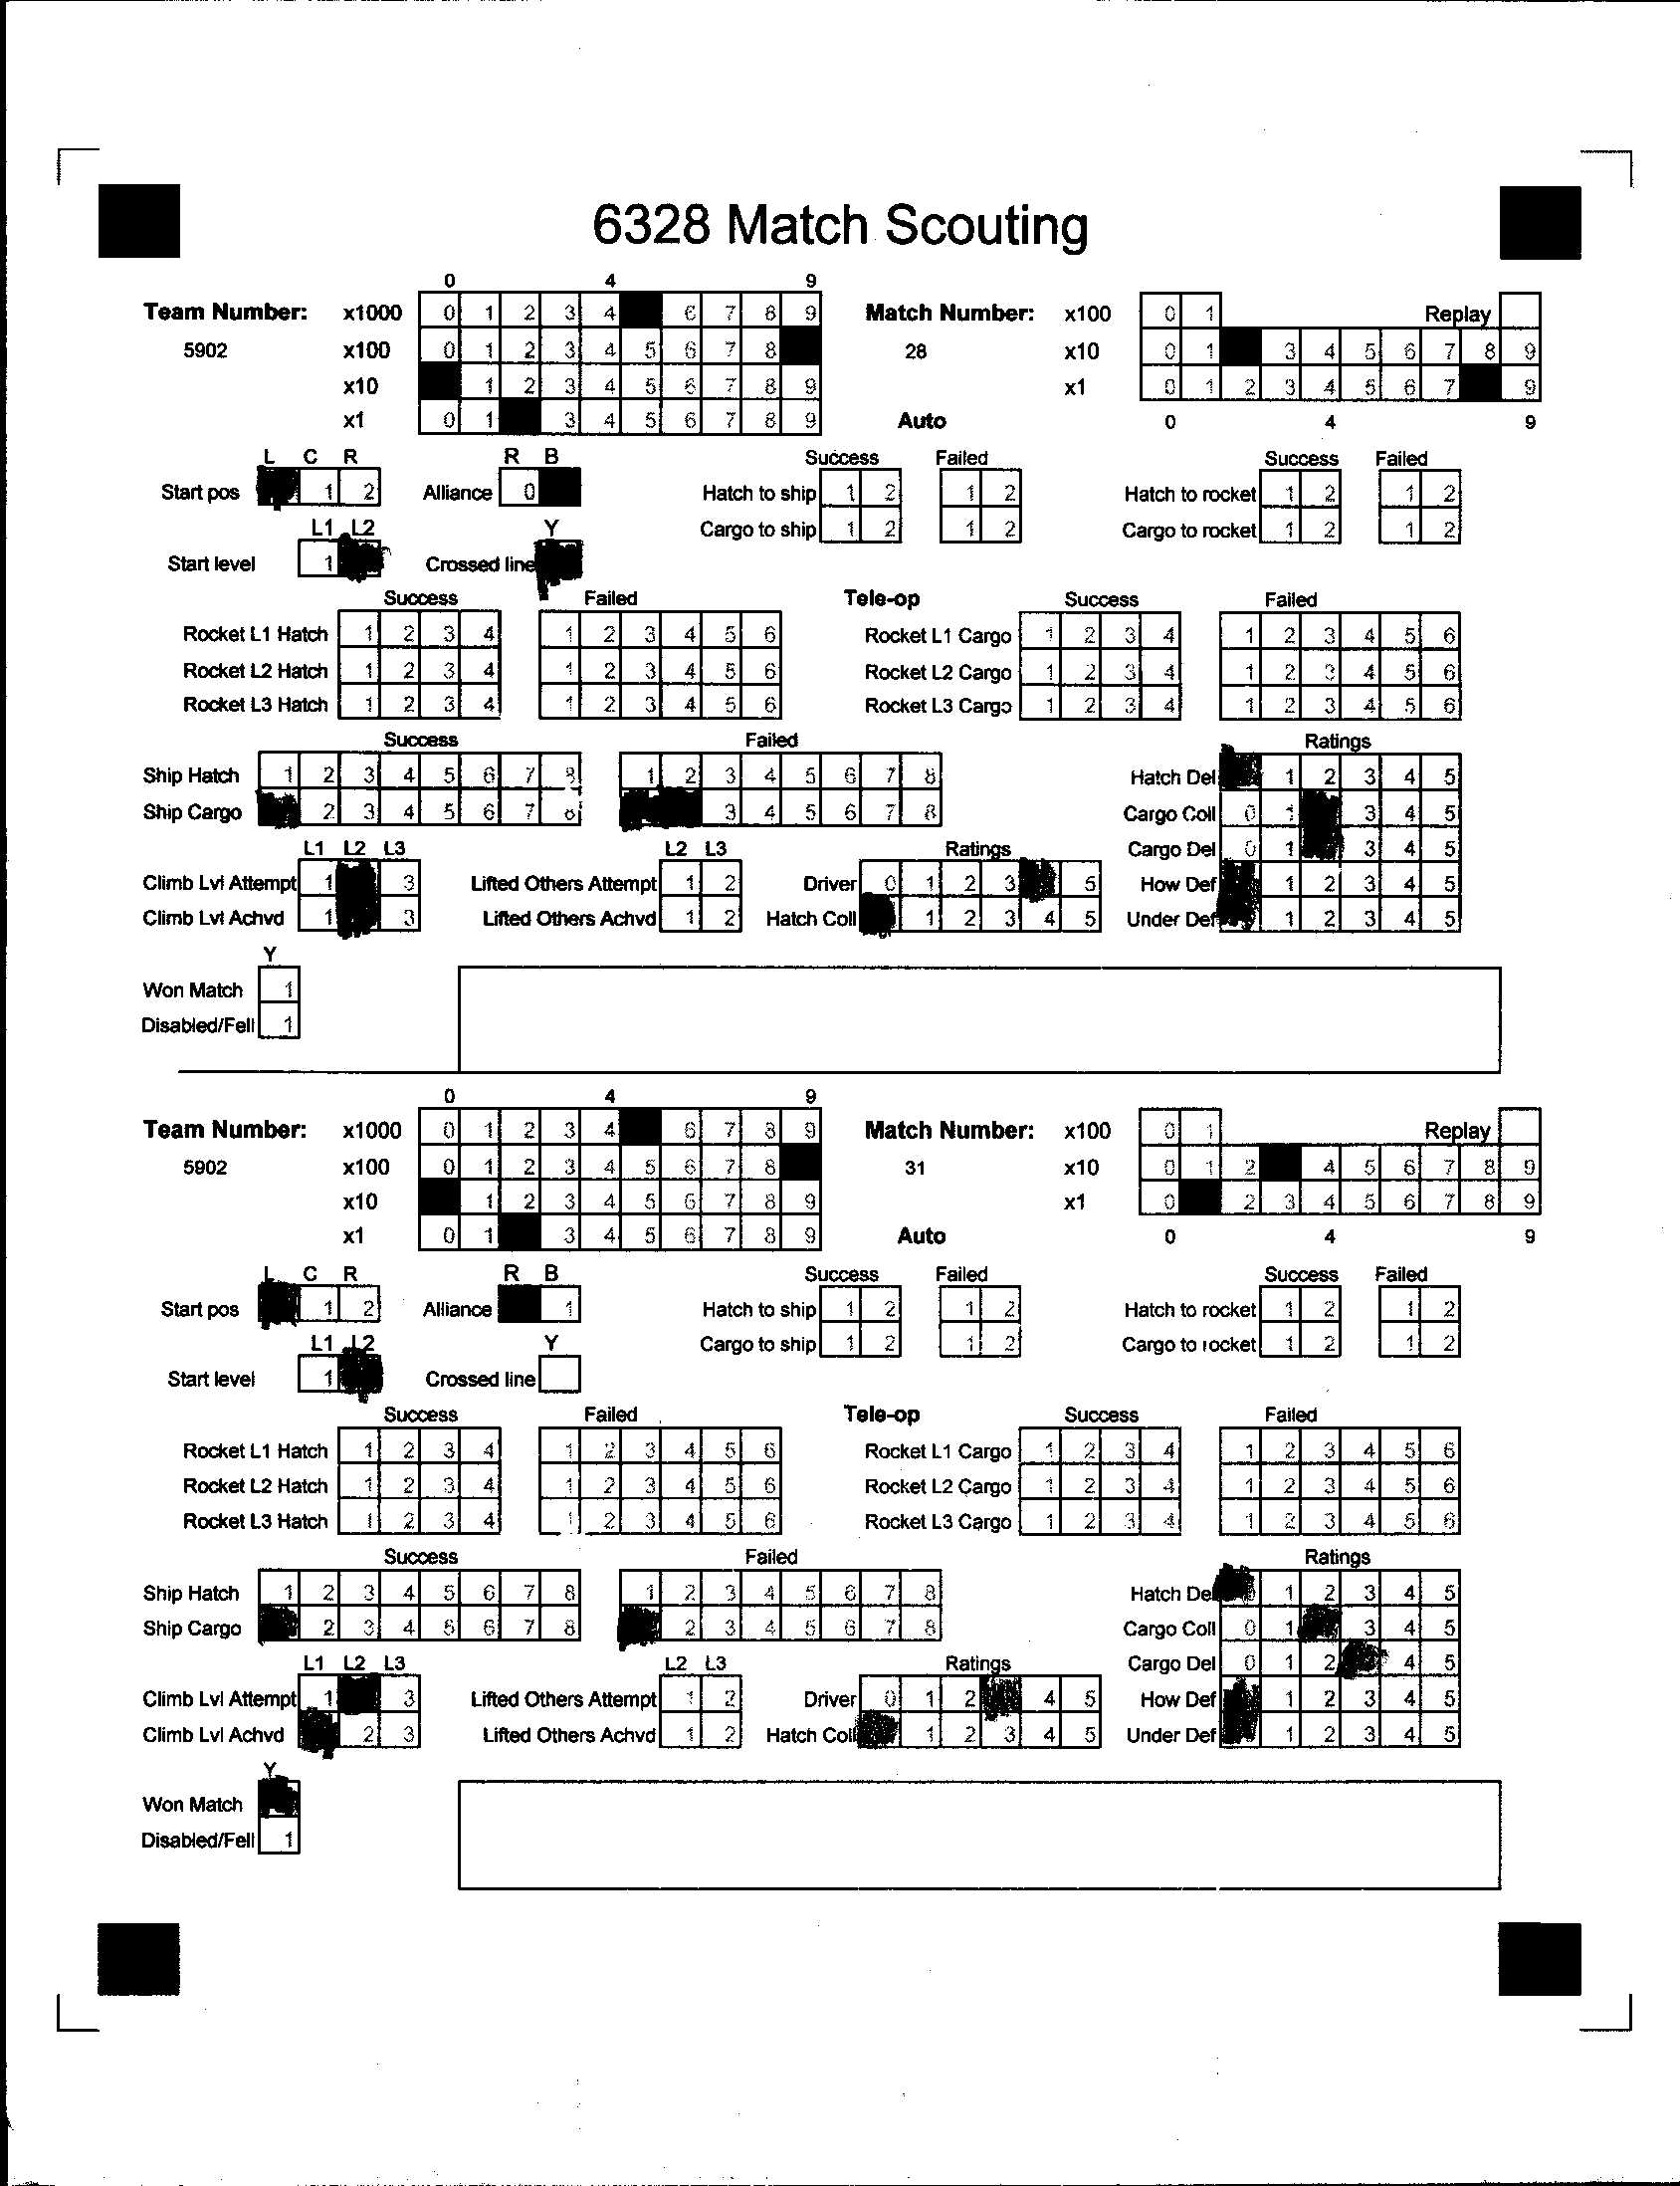 6328 Match Scouting
0 4 9
Team Number: x1000 0 1 2 3 4 6 7 8 9 Match Number: x100 0 1 Replay
5902 x100 0 1 2 3 4 5 6 7 8 28 x10 0 1 3 4 5 6 7 8 9
x10 1 2 3 4 5 6 7 8 9 x1 0 1 2 3 4 5 6 7 9
x1 0 1 3 4 5 6 7 8 9 Auto 0 4 9
L C R R B Success Failed Success Failed
Start pos 1 2 Alliance 0 Hatch to ship 1 2 1 2 Hatch to rocket 1 2 1 2
L1 L2 Y Cargo to ship 1 2 1 2 Cargo to rocket 1 2 1 2
Start level 1 Crossed line
Success Failed Tele-op Success Failed
Rocket L1 Hatch 1 2 3 4 1 2 3 4 5 6 Rocket L1 Cargo 1 2 3 4 1 2 3 4 5 6
Rocket L2 Hatch 1 2 3 4 1 2 3 4 5 6 Rocket L2 Cargo 1 2 3 4 1 2 3 4 5 6
Rocket L3 Hatch 1 2 3 4 1 2 3 4 5 6 Rocket L3 Cargo 1 2 3 4 1 2 3 4 5 6
Success Failed Ratings
Ship Hatch 1 2 3 4 5 6 7 8 1 2 3 4 5 6 7 8 Hatch Del 1 2 3 4 5
Ship Cargo 2 3 4 5 6 7 8 3 4 5 6 7 8 Cargo Coll 0 1 3 4 5
L1 L2 L3 L2 L3 Ratings Cargo Del 0 1 3 4 5
Climb Lvl Attempt 1 3 Lifted Others Attempt 1 2 Driver 0 1 2 3 5 How Def 1 2 3 4 5
Climb Lvl Achvd 1 3 Lifted Others Achvd 1 2 Hatch Coll 1 2 3 4 5 Under Def 1 2 3 4 5
Y
Won Match 1
Disabled/Fell 1
0 4 9
Team Number: x1000 0 1 2 3 4 6 7 8 9 Match Number: x100 0 1 Replay
5902 x100 0 1 2 3 4 5 6 7 8 31 x10 0 1 2 4 5 6 7 8 9
x10 1 2 3 4 5 6 7 8 9 x1 0 2 3 4 5 6 7 8 9
x1 0 1 3 4 5 6 7 8 9 Auto 0 4 9
L C R R B Success Failed Success Failed
Start pos 1 2 Alliance 1 Hatch to ship 1 2 1 2 Hatch to rocket 1 2 1 2
L1 L2 Y Cargo to ship 1 2 1 2 Cargo to rocket 1 2 1 2
Start level 1 Crossed line
Success Failed Tele-op Success Failed
Rocket L1 Hatch 1 2 3 4 1 2 3 4 5 6 Rocket L1 Cargo 1 2 3 4 1 2 3 4 5 6
Rocket L2 Hatch 1 2 3 4 1 2 3 4 5 6 Rocket L2 Cargo 1 2 3 4 1 2 3 4 5 6
Rocket L3 Hatch 1 2 3 4 1 2 3 4 5 6 Rocket L3 Cargo 1 2 3 4 1 2 3 4 5 6
Success Failed Ratings
Ship Hatch 1 2 3 4 5 6 7 8 1 2 3 4 5 6 7 8 Hatch De 1 2 3 4 5
Ship Cargo 2 3 4 5 6 7 8 2 3 4 5 6 7 8 Cargo Coll 0 1 3 4 5
L1 L2 L3 L2 L3 Ratings Cargo Del 0 1 2 4 5
Climb Lvl Attempt 1 3 Lifted Others Attempt 1 2 Driver 0 1 2 4 5 How Def 1 2 3 4 5
Climb Lvl Achvd 2 3 Lifted Others Achvd 1 2 Hatch Coll 1 2 3 4 5 Under Def 1 2 3 4 5
Y
Won Match
Disabled/Fell 1